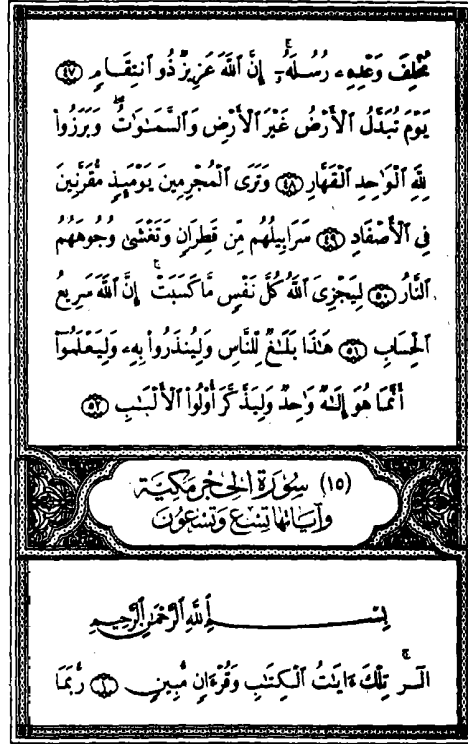 مُخْلِفَ وَعْدِهِۦ رُسُلَهُۥٓ ۚ إِنَّ ٱللَّهَ عَزِيزٌ ذُو ٱنتِقَامٍ ۝٤٧
يَوْمَ تُبَدَّلُ ٱلْأَرْضُ غَيْرَ ٱلْأَرْضِ وَٱلسَّمَٰوَٰتُ ۖ وَبَرَزُوا۟
لِلَّهِ ٱلْوَٰحِدِ ٱلْقَهَّارِ ۝٤٨ وَتَرَى ٱلْمُجْرِمِينَ يَوْمَئِذٍ مُّقَرَّنِينَ
فِي ٱلْأَصْفَادِ ۝٤٩ سَرَابِيلُهُم مِّن قَطِرَانٍ وَتَغْشَىٰ وُجُوهَهُمُ
ٱلنَّارُ ۝٥٠ لِيَجْزِيَ ٱللَّهُ كُلَّ نَفْسٍ مَّا كَسَبَتْ ۚ إِنَّ ٱللَّهَ سَرِيعُ
ٱلْحِسَابِ ۝٥١ هَٰذَا بَلَٰغٌ لِّلنَّاسِ وَلِيُنذَرُوا۟ بِهِۦ وَلِيَعْلَمُوٓا۟
أَنَّمَا هُوَ إِلَٰهٌ وَٰحِدٌ وَلِيَذَّكَّرَ أُو۟لُوا۟ ٱلْأَلْبَٰبِ ۝٥٢
(١٥) سُورَةُ الحِجْرِ مَكِيَّة
وَآيَاتُهَا تِسْعٌ وَتِسْعُونَ
بِسْمِ ٱللَّهِ ٱلرَّحْمَٰنِ ٱلرَّحِيمِ
الٓر ۚ تِلْكَ ءَايَٰتُ ٱلْكِتَٰبِ وَقُرْءَانٍ مُّبِينٍ ۝١ رُّبَمَا